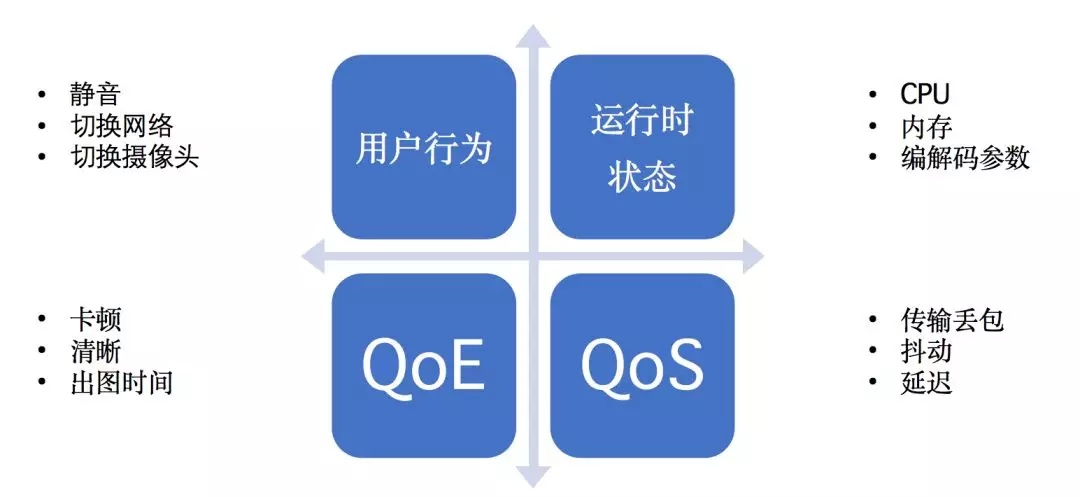 • 静音
• 切换网络
• 切换摄像头
用户行为
运行时
状态
• CPU
• 内存
• 编解码参数
• 卡顿
• 清晰
• 出图时间
QoE
QoS
• 传输丢包
• 抖动
• 延迟